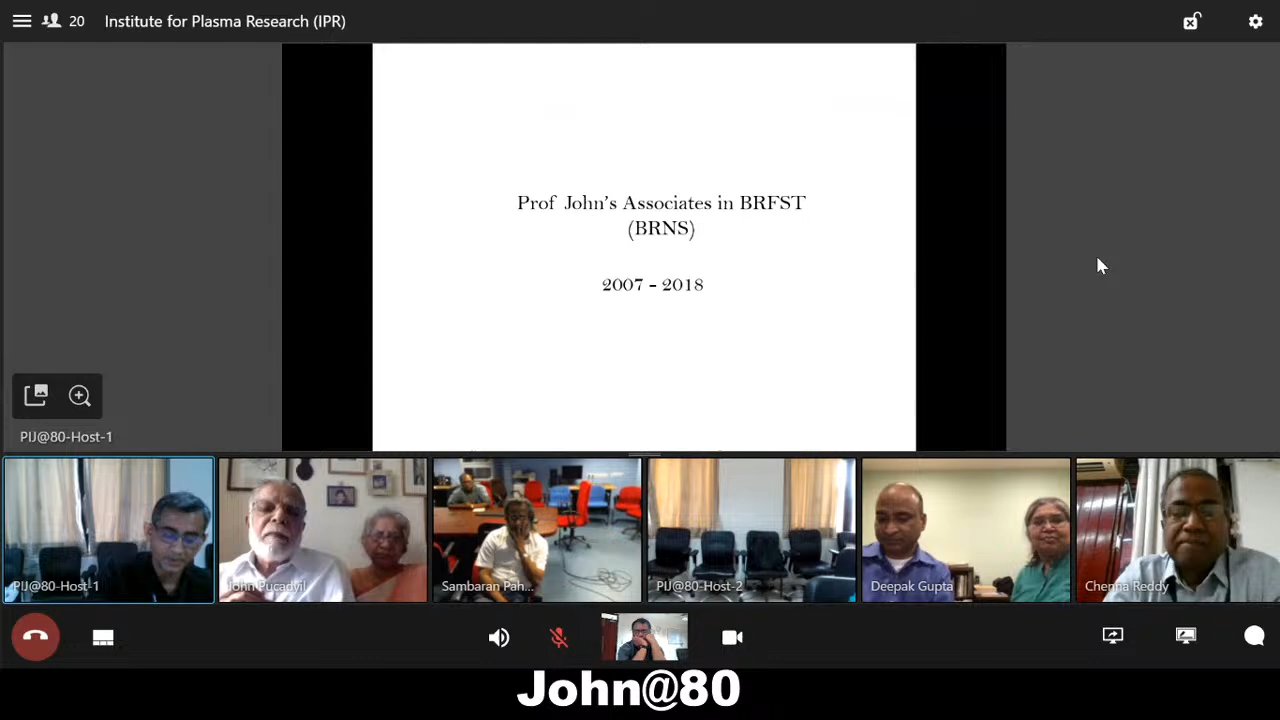 20 Institute for Plasma Research (IPR)
Prof John's Associates in BRFST
(BRNS)
2007 - 2018
PIJ@80-Host-1
PIJ@80-Host-1
John Pucadyil
Sambaran Pah...
PIJ@80-Host-2
Deepak Gupta
Chenna Reddy
John@80